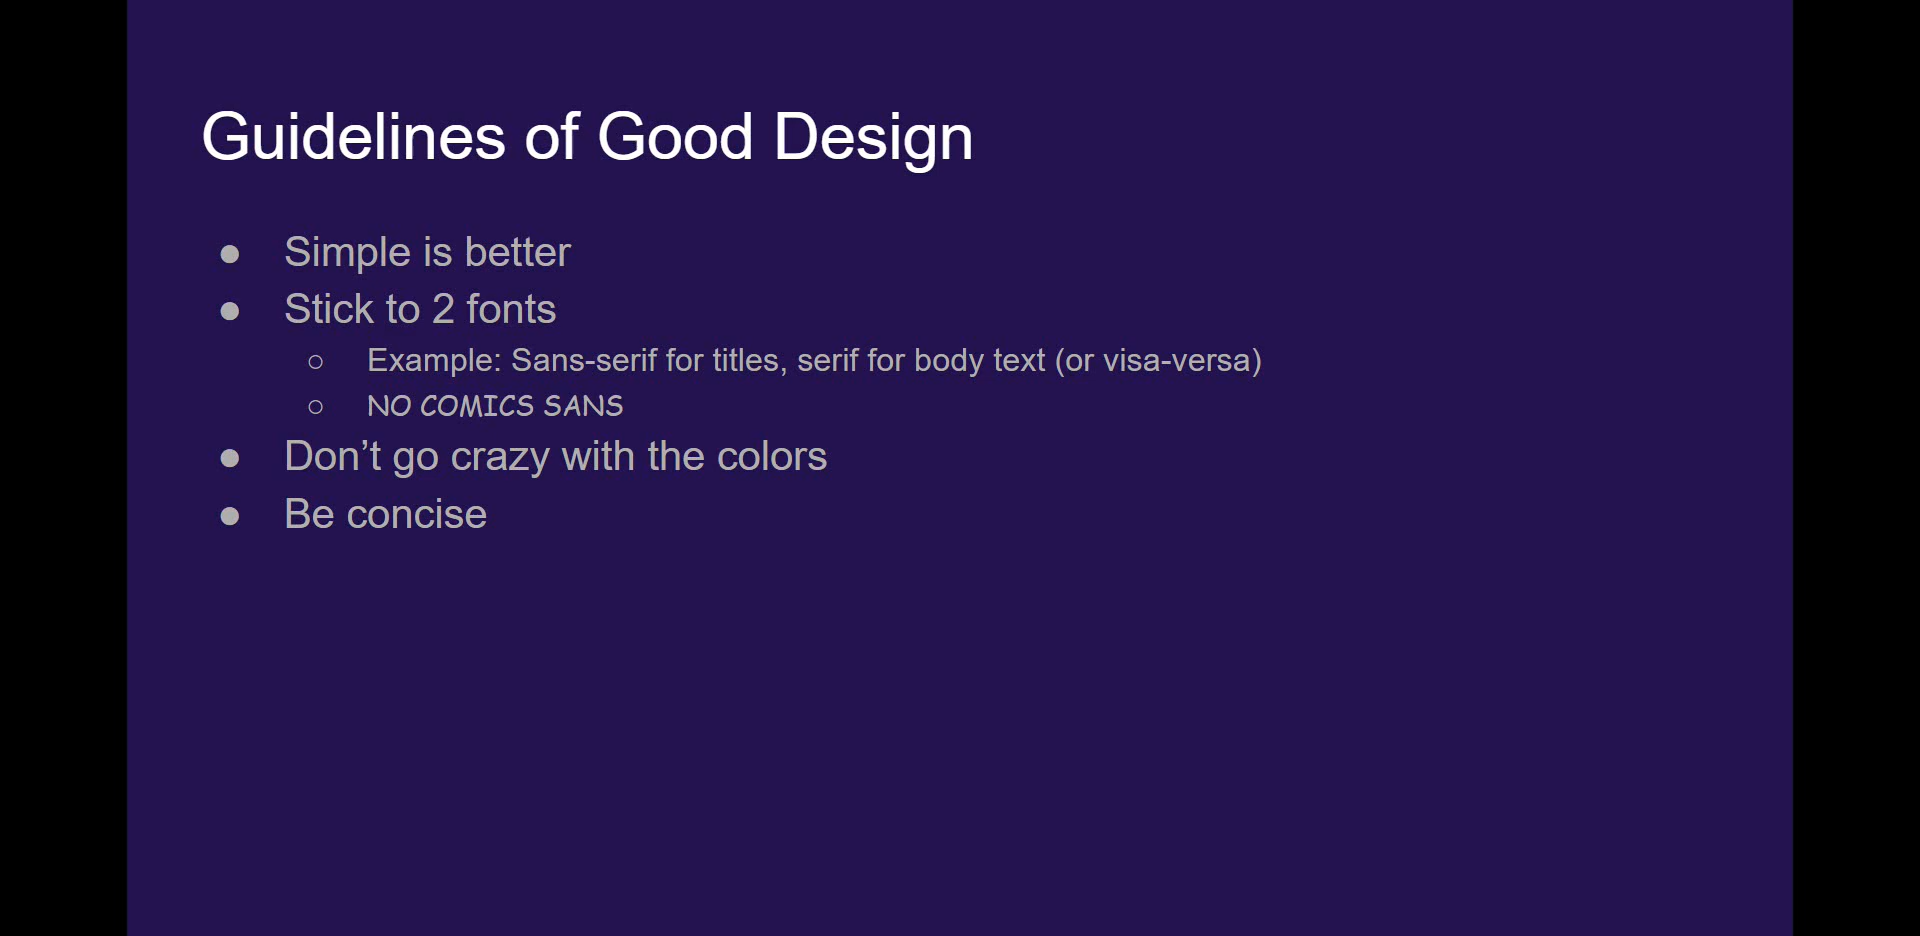 Guidelines of Good Design
● Simple is better
● Stick to 2 fonts
○ Example: Sans-serif for titles, serif for body text (or visa-versa)
○ NO COMICS SANS
● Don’t go crazy with the colors
● Be concise